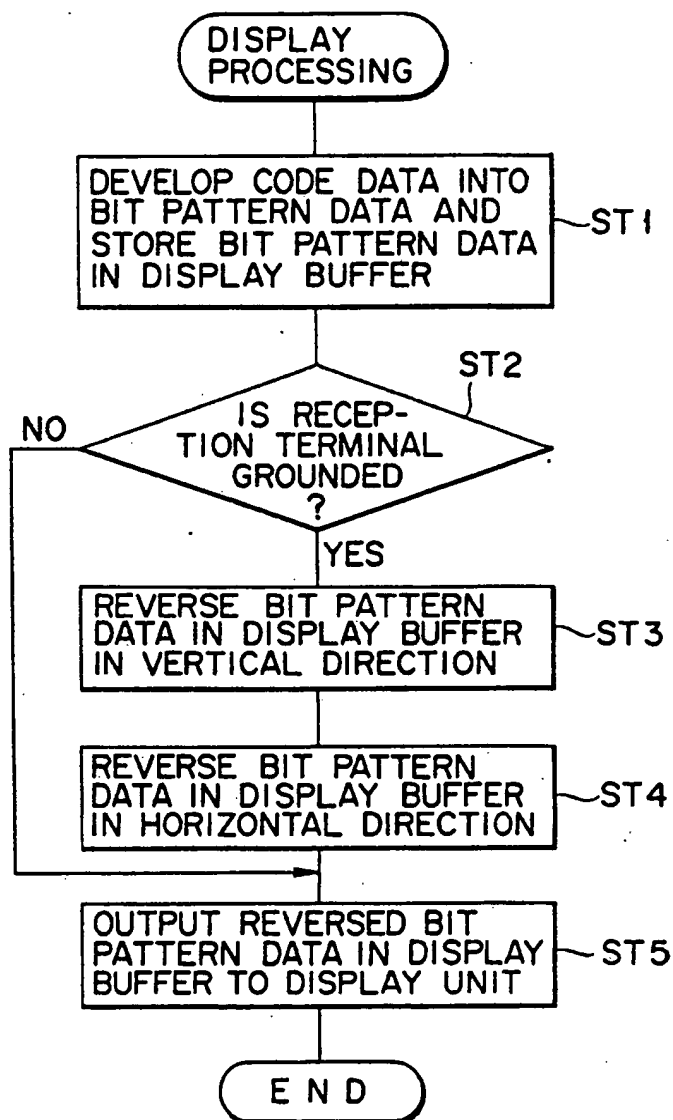 DISPLAY
PROCESSING
DEVELOP CODE DATA INTO
BIT PATTERN DATA AND
STORE BIT PATTERN DATA
IN DISPLAY BUFFER
ST1
ST2
IS RECEP-
TION TERMINAL
GROUNDED
?
NO
YES
REVERSE BIT PATTERN
DATA IN DISPLAY BUFFER
IN VERTICAL DIRECTION
ST3
REVERSE BIT PATTERN
DATA IN DISPLAY BUFFER
IN HORIZONTAL DIRECTION
ST4
OUTPUT REVERSED BIT
PATTERN DATA IN DISPLAY
BUFFER TO DISPLAY UNIT
ST5
END